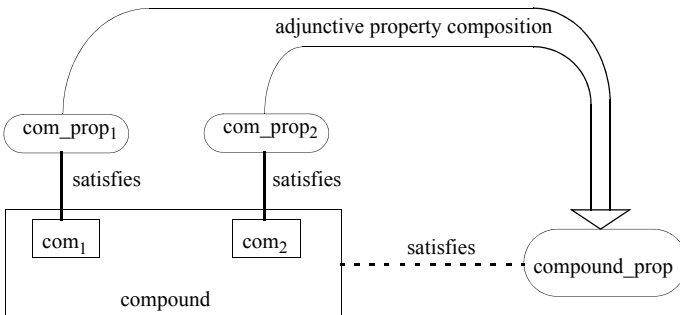 adjunctive property composition
com_prop₁
com_prop₂
satisfies
satisfies
com₁
com₂
satisfies
compound_prop
compound